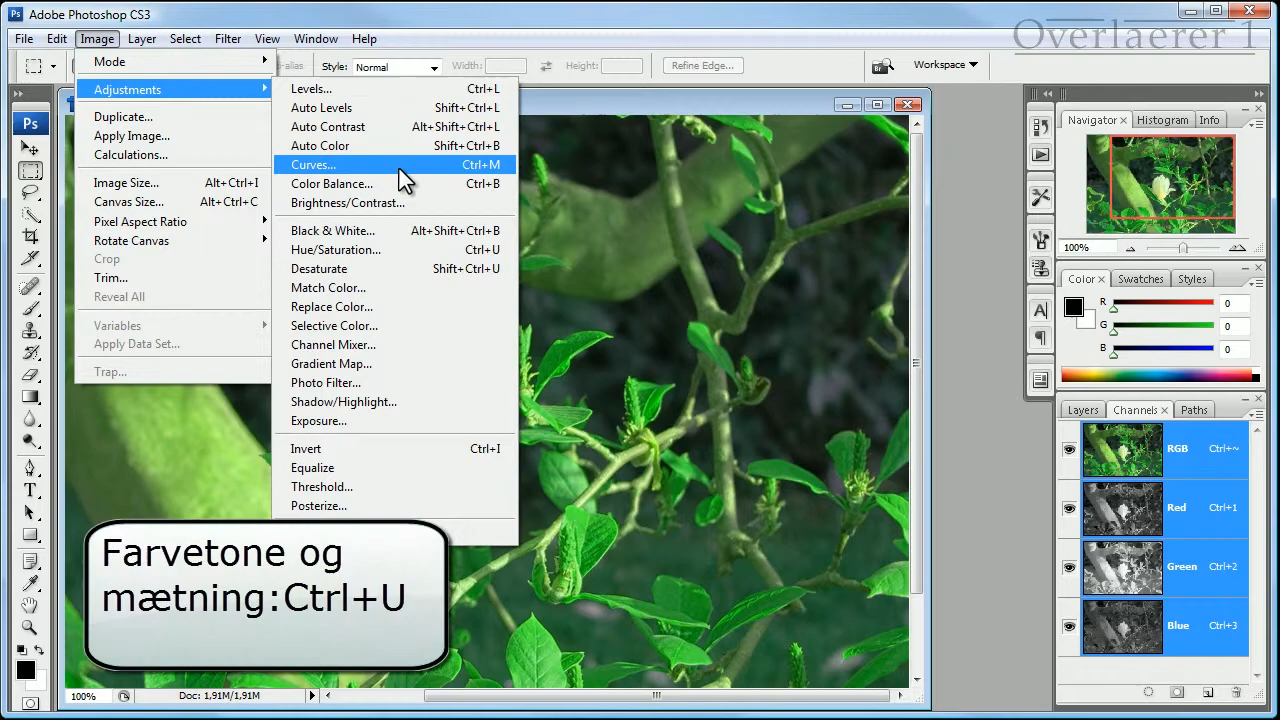 Adobe Photoshop CS3
File Edit Image Layer Select Filter View Window Help
Overlaerer 1
Style: Normal Width: Height: Refine Edge... Workspace
Mode
Adjustments
Duplicate...
Apply Image...
Calculations...
Image Size... Alt+Ctrl+I
Canvas Size... Alt+Ctrl+C
Pixel Aspect Ratio
Rotate Canvas
Crop
Trim...
Reveal All
Variables
Apply Data Set...
Trap...
Levels... Ctrl+L
Auto Levels Shift+Ctrl+L
Auto Contrast Alt+Shift+Ctrl+L
Auto Color Shift+Ctrl+B
Curves... Ctrl+M
Color Balance... Ctrl+B
Brightness/Contrast...
Black & White... Alt+Shift+Ctrl+B
Hue/Saturation... Ctrl+U
Desaturate Shift+Ctrl+U
Match Color...
Replace Color...
Selective Color...
Channel Mixer...
Gradient Map...
Photo Filter...
Shadow/Highlight...
Exposure...
Invert Ctrl+I
Equalize
Threshold...
Posterize...
Farvetone og
mætning:Ctrl+U
100% Doc: 1,91M/1,91M
Ps
Navigator Histogram Info
100%
Color Swatches Styles
R 0
G 0
B 0
Layers Channels Paths
RGB Ctrl+~
Red Ctrl+1
Green Ctrl+2
Blue Ctrl+3